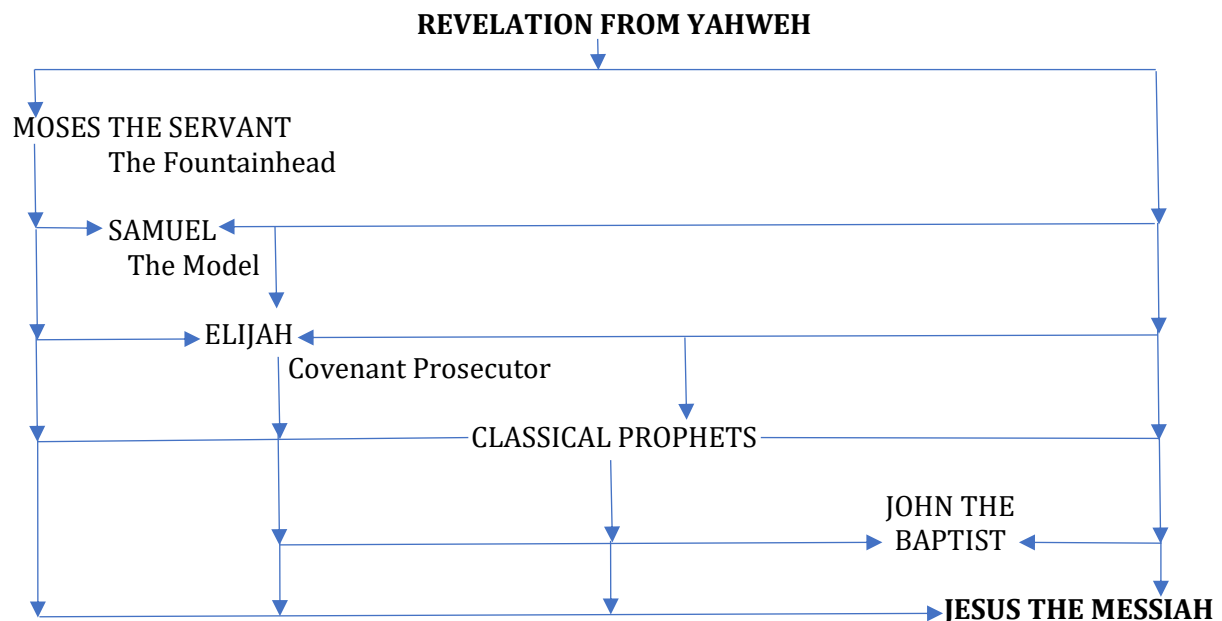 REVELATION FROM YAHWEH
MOSES THE SERVANT
The Fountainhead
SAMUEL
The Model
ELIJAH
Covenant Prosecutor
CLASSICAL PROPHETS
JOHN THE
BAPTIST
JESUS THE MESSIAH